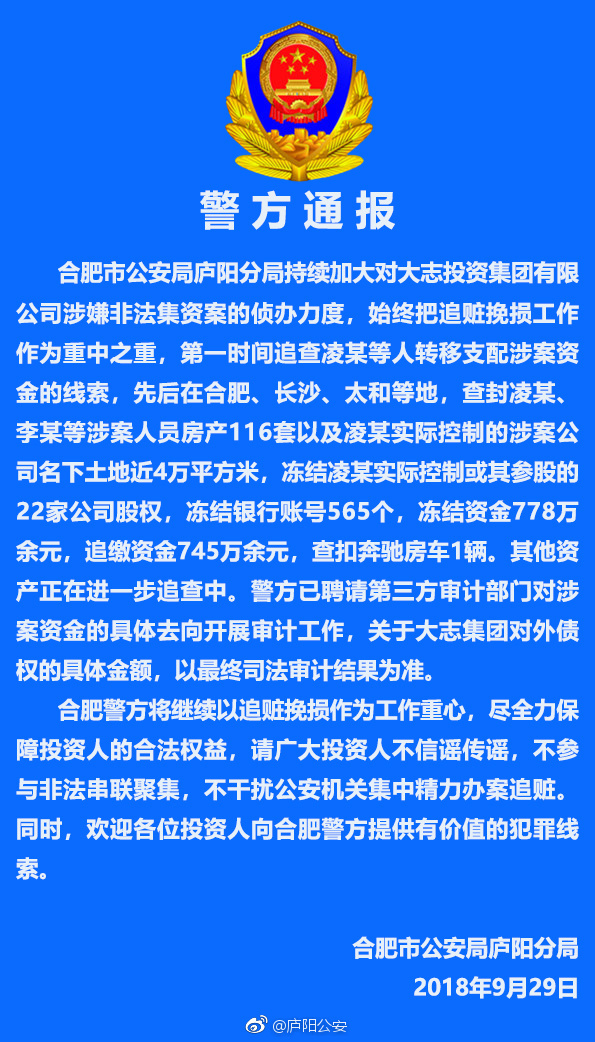 警方通报
合肥市公安局庐阳分局持续加大对大志投资集团有限
公司涉嫌非法集资案的侦办力度，始终把追赃挽损工作
作为重中之重，第一时间追查凌某等人转移支配涉案资
金的线索，先后在合肥、长沙、太和等地，查封凌某、
李某等涉案人员房产116套以及凌某实际控制的涉案公
司名下土地近4万平方米，冻结凌某实际控制或其参股的
22家公司股权，冻结银行账号565个，冻结资金778万
余元，追缴资金745万余元，查扣奔驰房车1辆。其他资
产正在进一步追查中。警方已聘请第三方审计部门对涉
案资金的具体去向开展审计工作，关于大志集团对外债
权的具体金额，以最终司法审计结果为准。
合肥警方将继续以追赃挽损作为工作重心，尽全力保
障投资人的合法权益，请广大投资人不信谣传谣，不参
与非法串联聚集，不干扰公安机关集中精力办案追赃。
同时，欢迎各位投资人向合肥警方提供有价值的犯罪线
索。
合肥市公安局庐阳分局
2018年9月29日
@庐阳公安